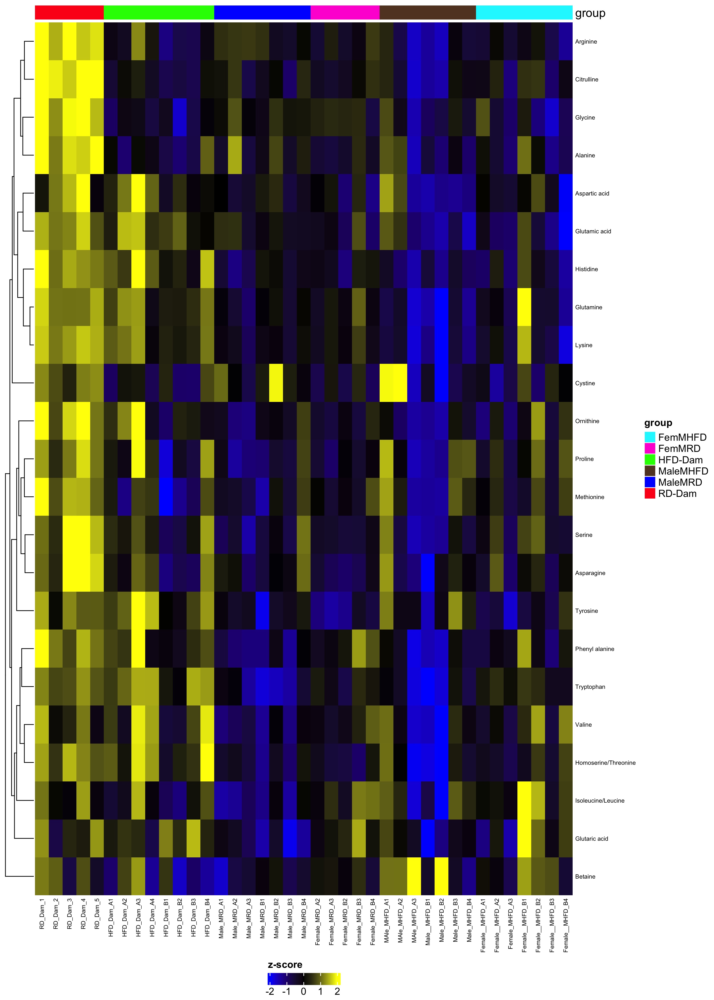 group
Arginine
Citrulline
Glycine
Alanine
Aspartic acid
Glutamic acid
Histidine
Glutamine
Lysine
Cystine
Ornithine
Proline
Methionine
Serine
Asparagine
Tyrosine
Phenyl alanine
Tryptophan
Valine
Homoserine/Threonine
Isoleucine/Leucine
Glutaric acid
Betaine
group
FemMHFD
FemMRD
HFD-Dam
MaleMHFD
MaleMRD
RD-Dam
RD_Dam_1
RD_Dam_2
RD_Dam_3
RD_Dam_4
RD_Dam_5
HFD_Dam_A1
HFD_Dam_A2
HFD_Dam_A3
HFD_Dam_A4
HFD_Dam_B1
HFD_Dam_B2
HFD_Dam_B3
HFD_Dam_B4
Male_MRD_A1
Male_MRD_A2
Male_MRD_A3
Male_MRD_B1
Male_MRD_B2
Male_MRD_B3
Male_MRD_B4
Female_MRD_A2
Female_MRD_A3
Female_MRD_B2
Female_MRD_B3
Female_MRD_B4
MAle_MHFD_A1
MAle_MHFD_A2
MAle_MHFD_A3
Male__MHFD_B1
Male_MHFD_B2
Male_MHFD_B3
Male_MHFD_B4
Female__MHFD_A1
Female__MHFD_A2
Female_MHFD_A3
Female__MHFD_B1
Female__MHFD_B2
Female__MHFD_B3
Female__MHFD_B4
z-score
-2 -1 0 1 2